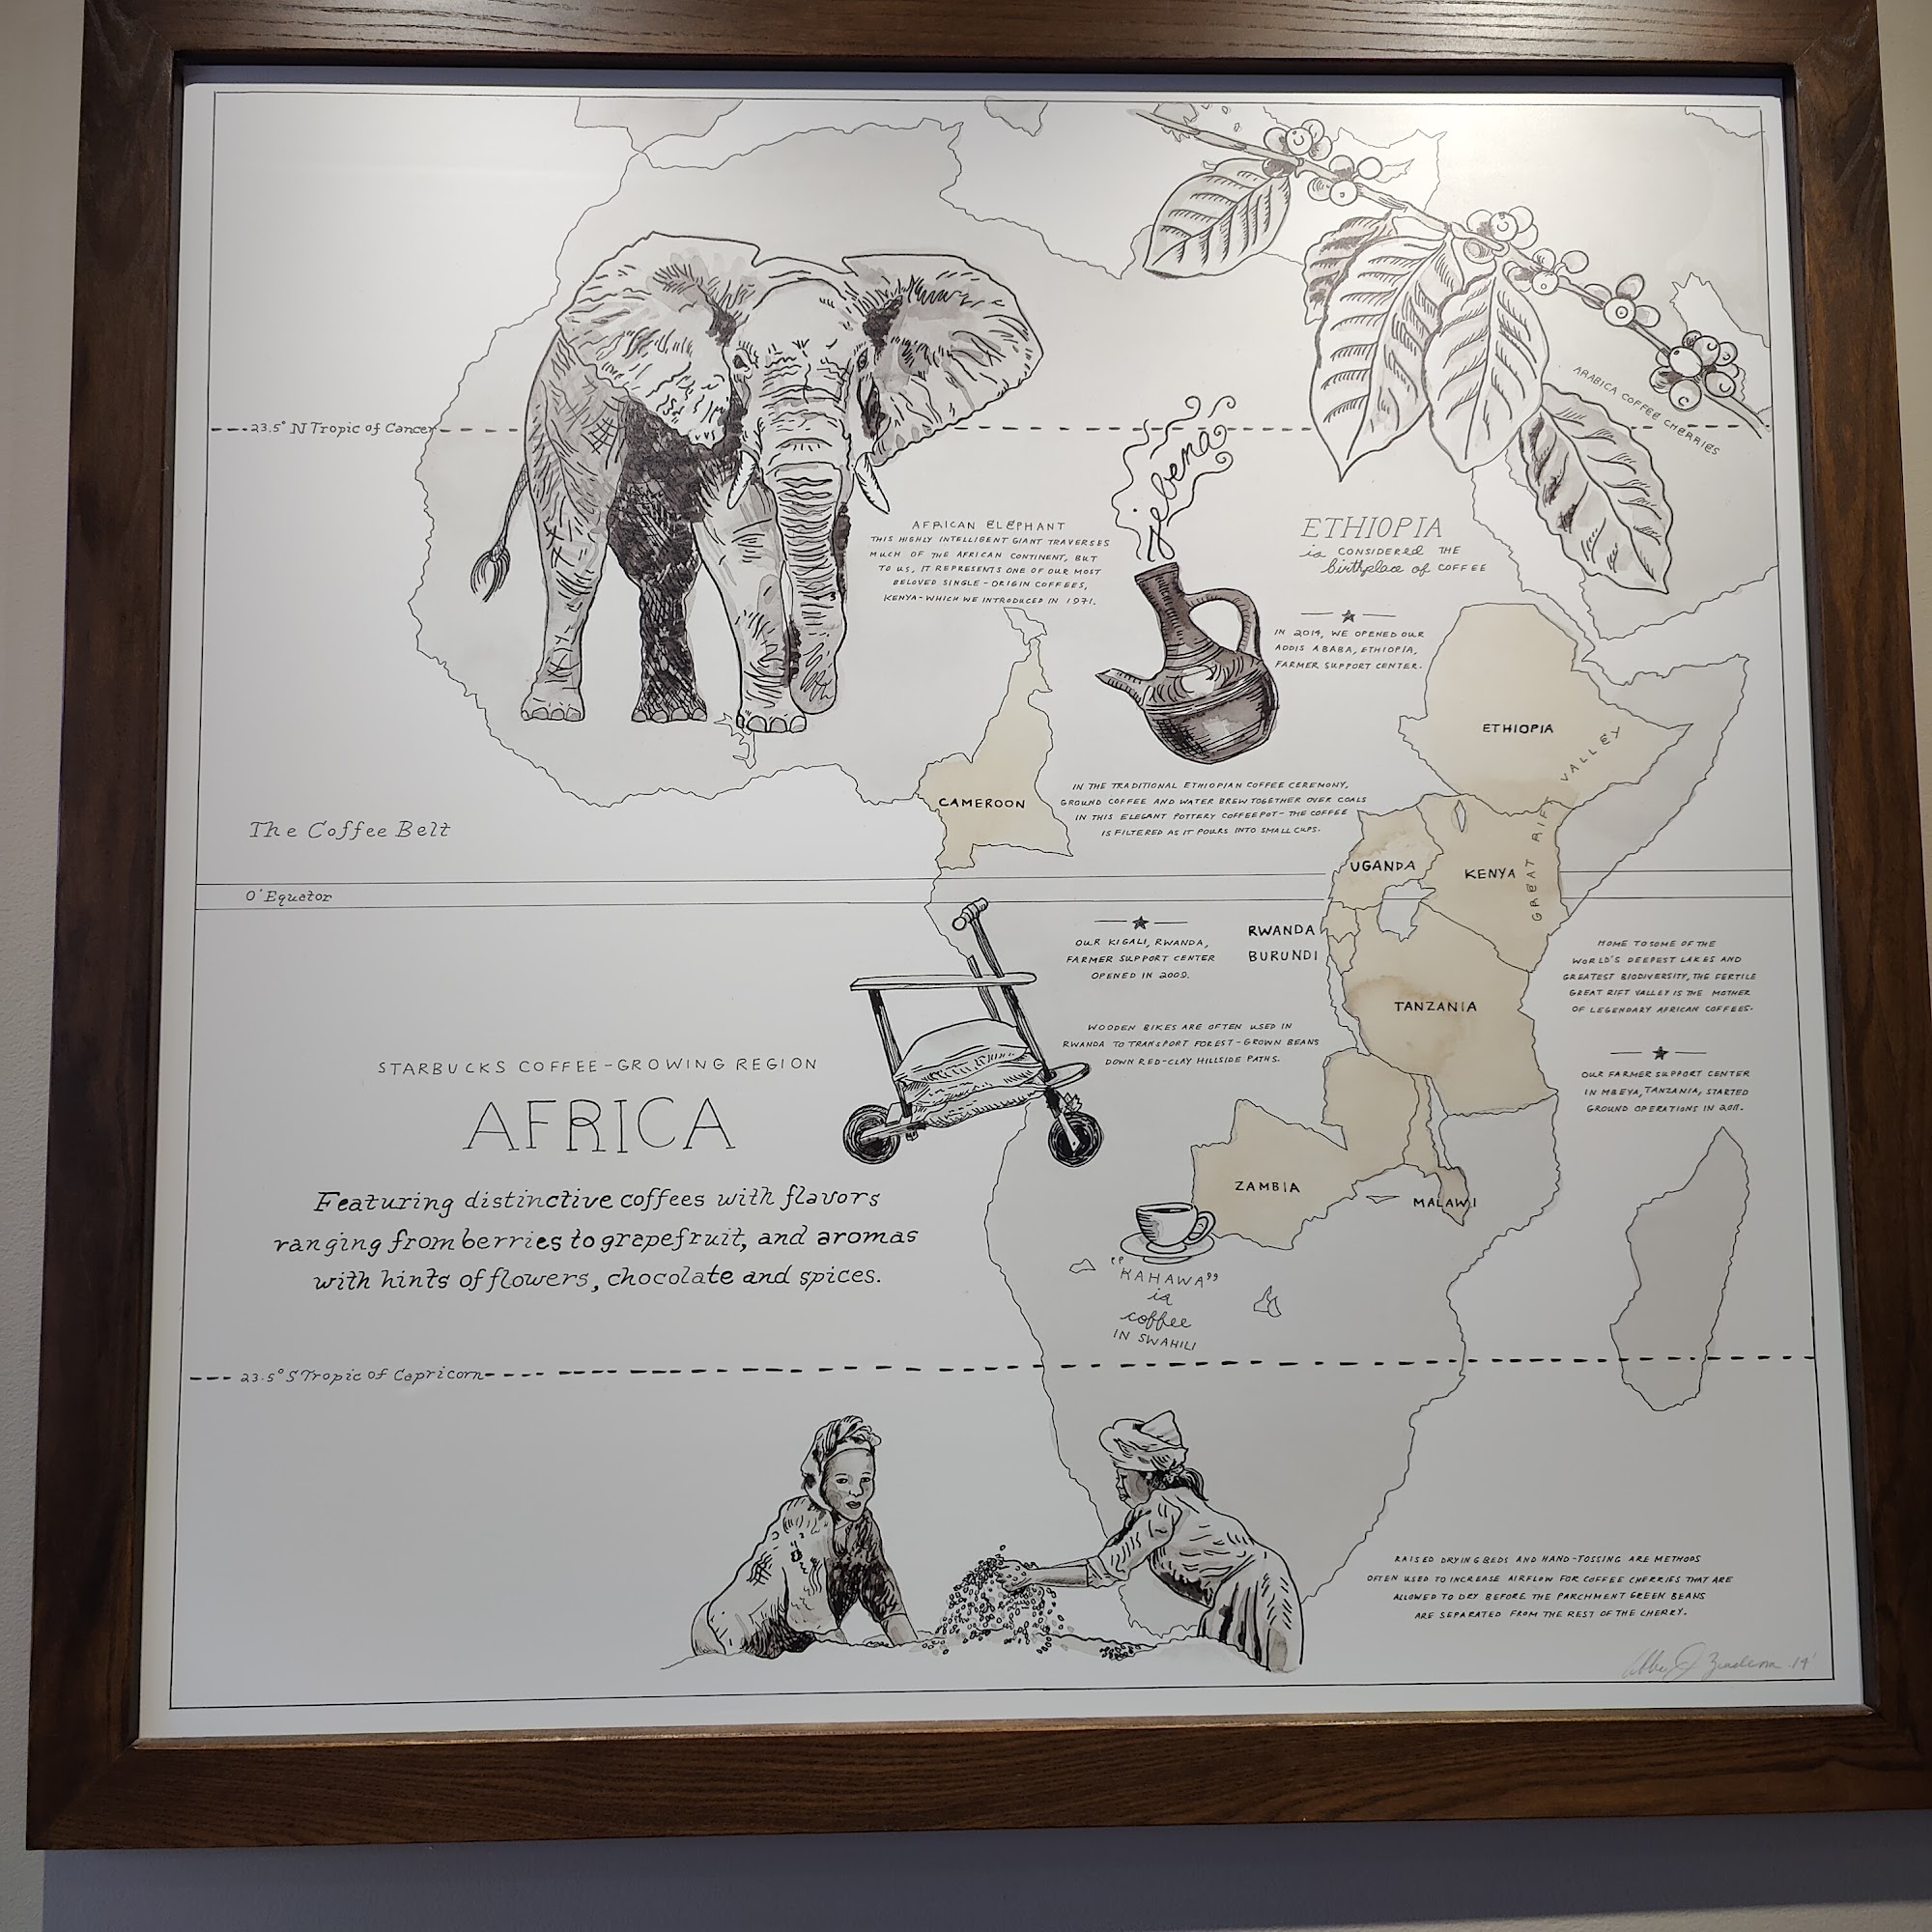 ARABICA COFFEE CHERRIES
23.5° N Tropic of Cancer
jebena
AFRICAN ELEPHANT
THIS HIGHLY INTELLIGENT GIANT TRAVERSES
MUCH OF THE AFRICAN CONTINENT, BUT
TO US, IT REPRESENTS ONE OF OUR MOST
BELOVED SINGLE-ORIGIN COFFEES,
KENYA-WHICH WE INTRODUCED IN 1971.
ETHIOPIA
is CONSIDERED THE
birthplace of COFFEE
IN 2014, WE OPENED OUR
ADDIS ABABA, ETHIOPIA,
FARMER SUPPORT CENTER.
ETHIOPIA
GREAT RIFT VALLEY
IN THE TRADITIONAL ETHIOPIAN COFFEE CEREMONY,
GROUND COFFEE AND WATER BREW TOGETHER OVER COALS
IN THIS ELEGANT POTTERY COFFEEPOT-THE COFFEE
IS FILTERED AS IT POURS INTO SMALL CUPS.
CAMEROON
The Coffee Belt
UGANDA
KENYA
0° Equator
RWANDA
BURUNDI
OUR KIGALI, RWANDA,
FARMER SUPPORT CENTER
OPENED IN 2009.
HOME TO SOME OF THE
WORLD'S DEEPEST LAKES AND
GREATEST BIODIVERSITY, THE FERTILE
GREAT RIFT VALLEY IS THE MOTHER
OF LEGENDARY AFRICAN COFFEES.
TANZANIA
WOODEN BIKES ARE OFTEN USED IN
RWANDA TO TRANSPORT FOREST-GROWN BEANS
DOWN RED-CLAY HILLSIDE PATHS.
OUR FARMER SUPPORT CENTER
IN MBEYA, TANZANIA, STARTED
GROUND OPERATIONS IN 2011.
STARBUCKS COFFEE-GROWING REGION
AFRICA
Featuring distinctive coffees with flavors
ranging from berries to grapefruit, and aromas
with hints of flowers, chocolate and spices.
ZAMBIA
MALAWI
"KAHAWA"
is
coffee
IN SWAHILI
23.5° S Tropic of Capricorn
RAISED DRYING BEDS AND HAND-TOSSING ARE METHODS
OFTEN USED TO INCREASE AIRFLOW FOR COFFEE CHERRIES THAT ARE
ALLOWED TO DRY BEFORE THE PARCHMENT GREEN BEANS
ARE SEPARATED FROM THE REST OF THE CHERRY.
14'